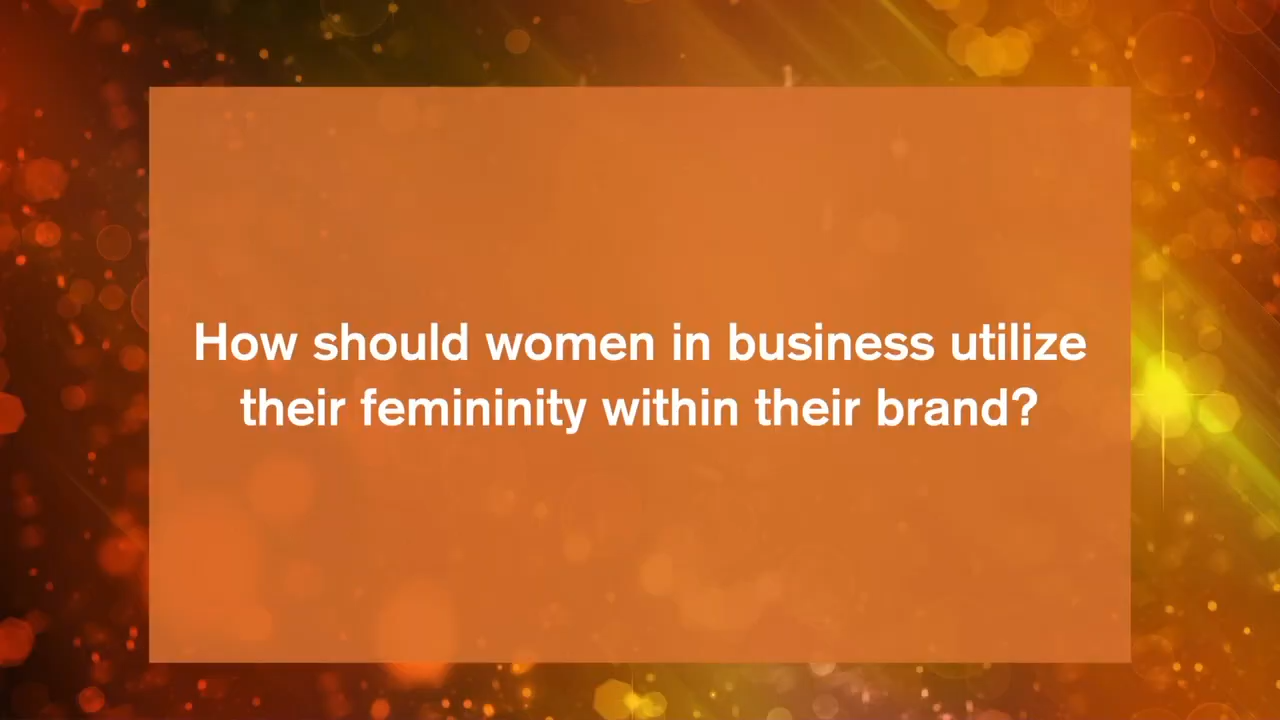 How should women in business utilize
their femininity within their brand?